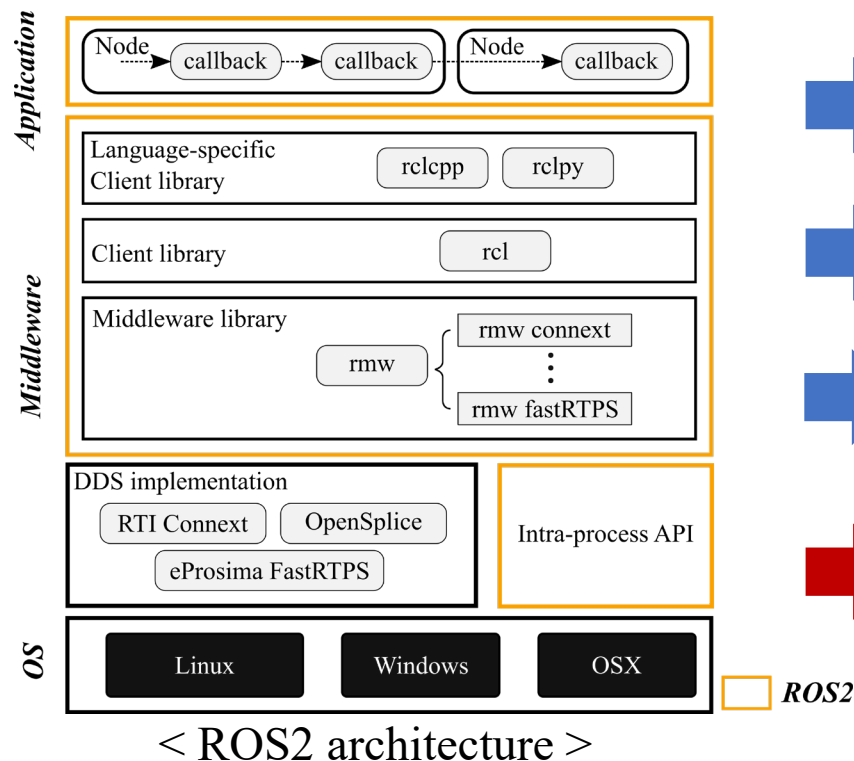 Application
Node
callback
callback
Node
callback
Middleware
Language-specific
Client library
rclcpp
rclpy
Client library
rcl
Middleware library
rmw
rmw connext
rmw fastRTPS
DDS implementation
RTI Connext
OpenSplice
eProsima FastRTPS
Intra-process API
OS
Linux
Windows
OSX
ROS2
< ROS2 architecture >